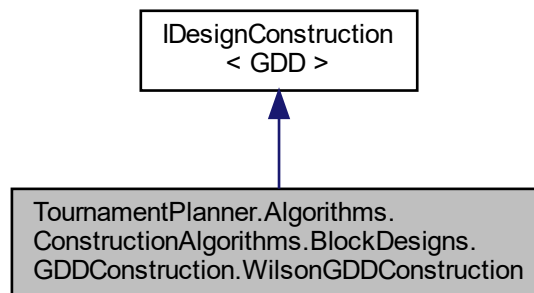 IDesignConstruction
< GDD >
TournamentPlanner.Algorithms.
ConstructionAlgorithms.BlockDesigns.
GDDConstruction.WilsonGDDConstruction